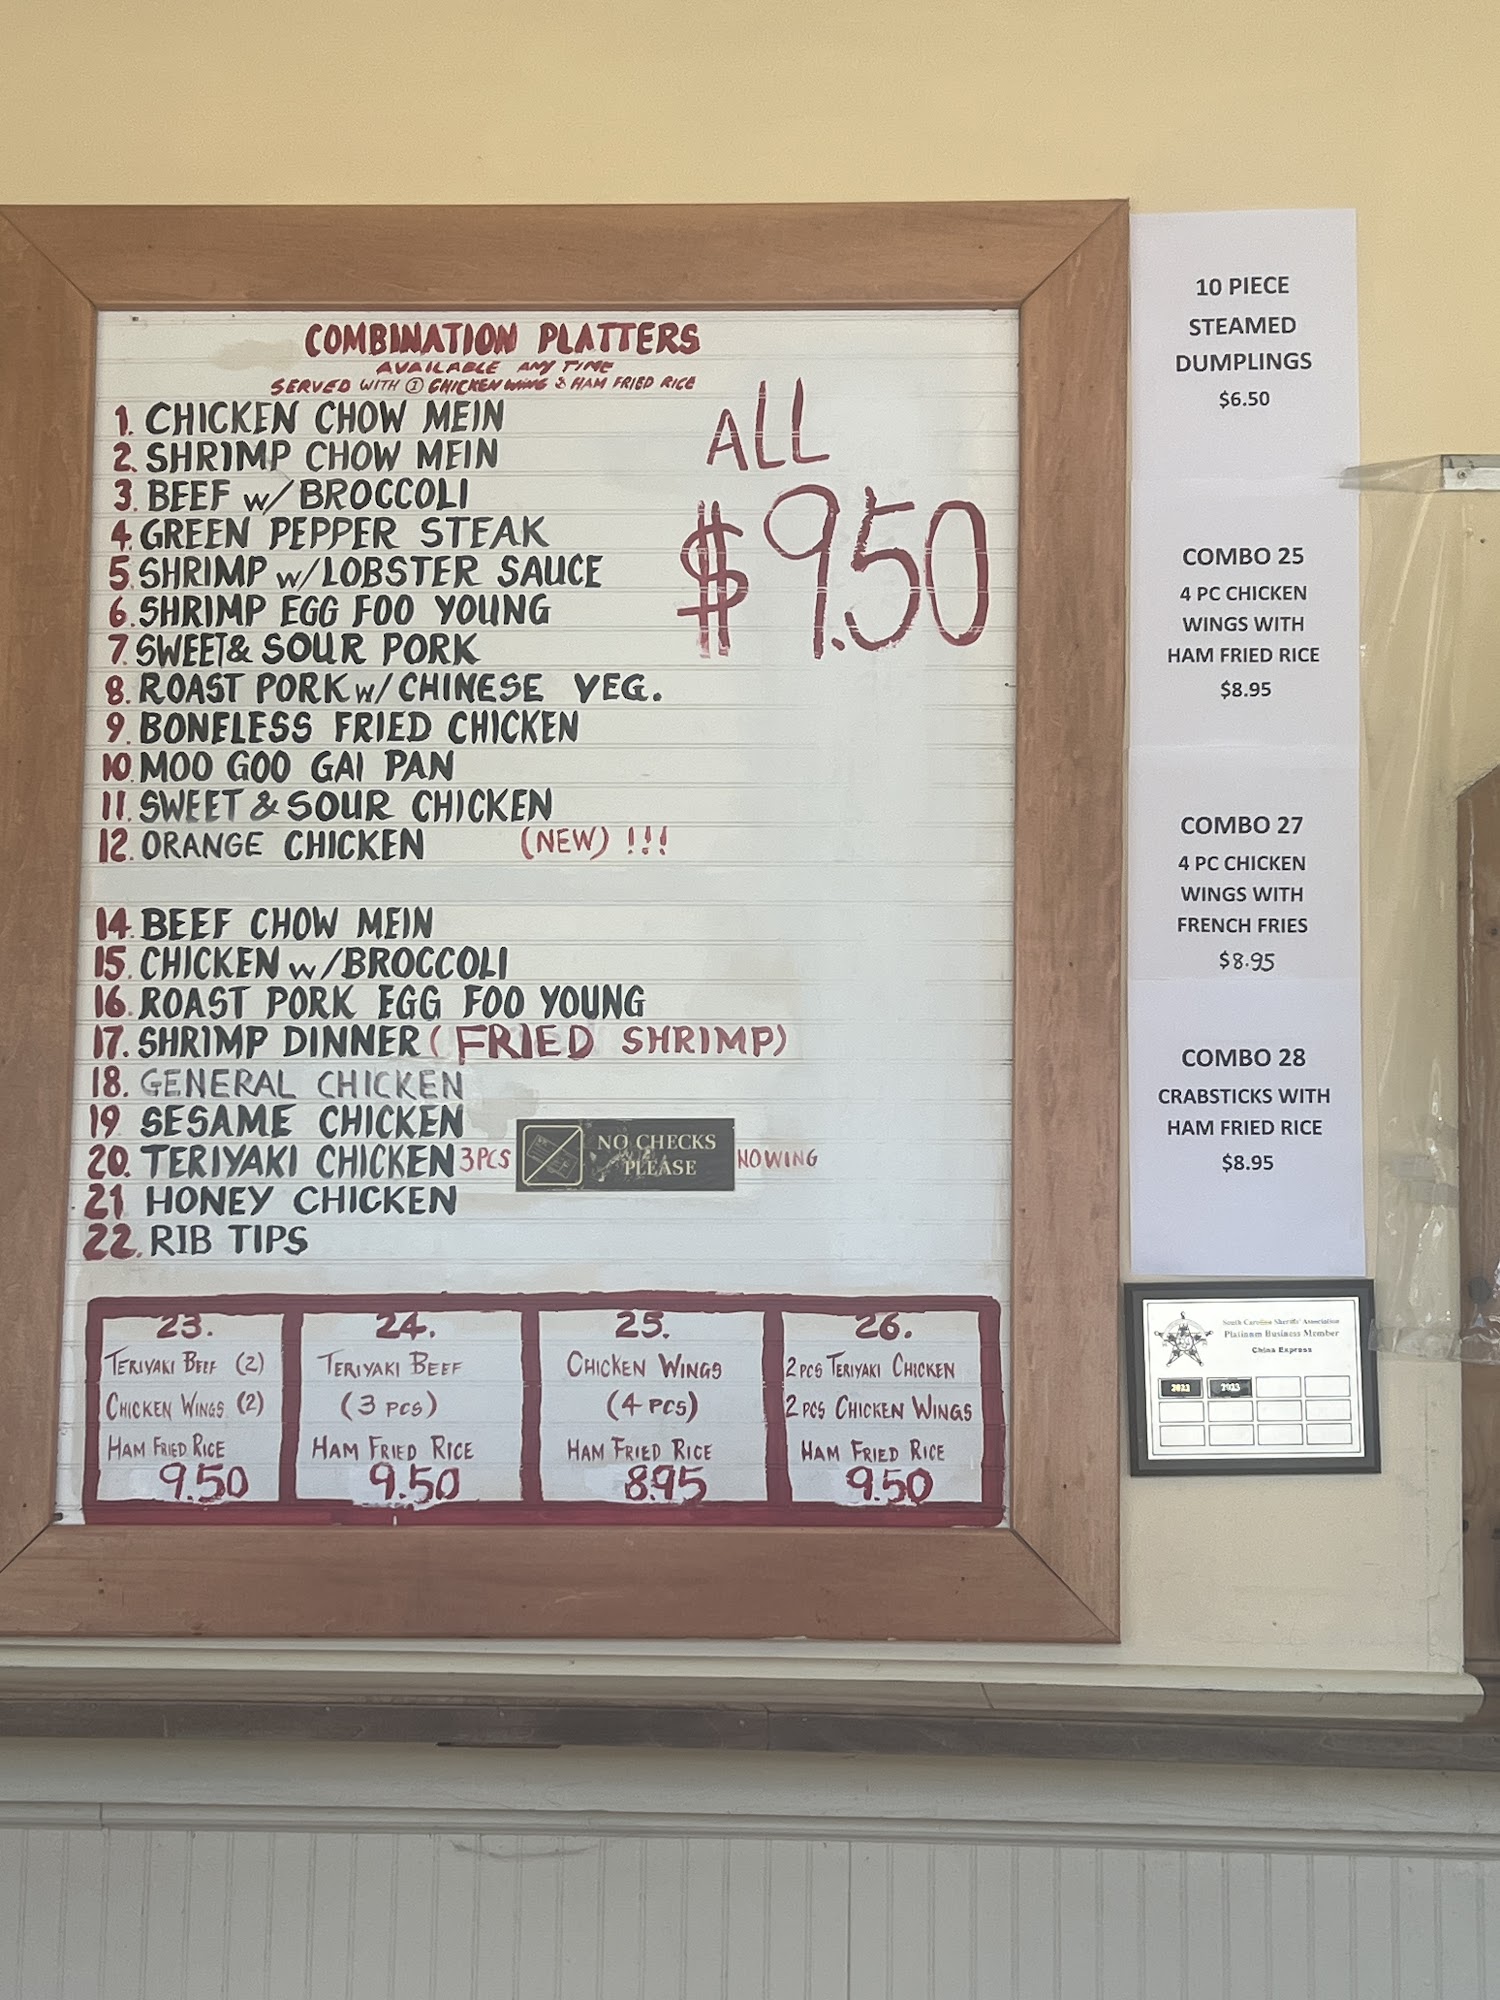 COMBINATION PLATTERS
AVAILABLE ANY TIME
SERVED WITH ① CHICKEN WING & HAM FRIED RICE
ALL
$9.50
1. CHICKEN CHOW MEIN
2. SHRIMP CHOW MEIN
3. BEEF w/ BROCCOLI
4. GREEN PEPPER STEAK
5. SHRIMP w/LOBSTER SAUCE
6. SHRIMP EGG FOO YOUNG
7. SWEET& SOUR PORK
8. ROAST PORK w/ CHINESE VEG.
9. BONELESS FRIED CHICKEN
10. MOO GOO GAI PAN
11. SWEET & SOUR CHICKEN
12. ORANGE CHICKEN (NEW) !!!
14. BEEF CHOW MEIN
15. CHICKEN w/BROCCOLI
16. ROAST PORK EGG FOO YOUNG
17. SHRIMP DINNER (FRIED SHRIMP)
18. GENERAL CHICKEN
19 SESAME CHICKEN
20. TERIYAKI CHICKEN 3PCS NO WING
21 HONEY CHICKEN
22. RIB TIPS
NO CHECKS
PLEASE
23.
TERIYAKI BEEF (2)
CHICKEN WINGS (2)
HAM FRIED RICE
9.50
24.
TERIYAKI BEEF
(3 PCS)
HAM FRIED RICE
9.50
25.
CHICKEN WINGS
(4 PCS)
HAM FRIED RICE
8.95
26.
2 PCS TERIYAKI CHICKEN
2 PCS CHICKEN WINGS
HAM FRIED RICE
9.50
10 PIECE
STEAMED
DUMPLINGS
$6.50
COMBO 25
4 PC CHICKEN
WINGS WITH
HAM FRIED RICE
$8.95
COMBO 27
4 PC CHICKEN
WINGS WITH
FRENCH FRIES
$8.95
COMBO 28
CRABSTICKS WITH
HAM FRIED RICE
$8.95
South Carolina Sheriffs' Association
Platinum Business Member
China Express
2023